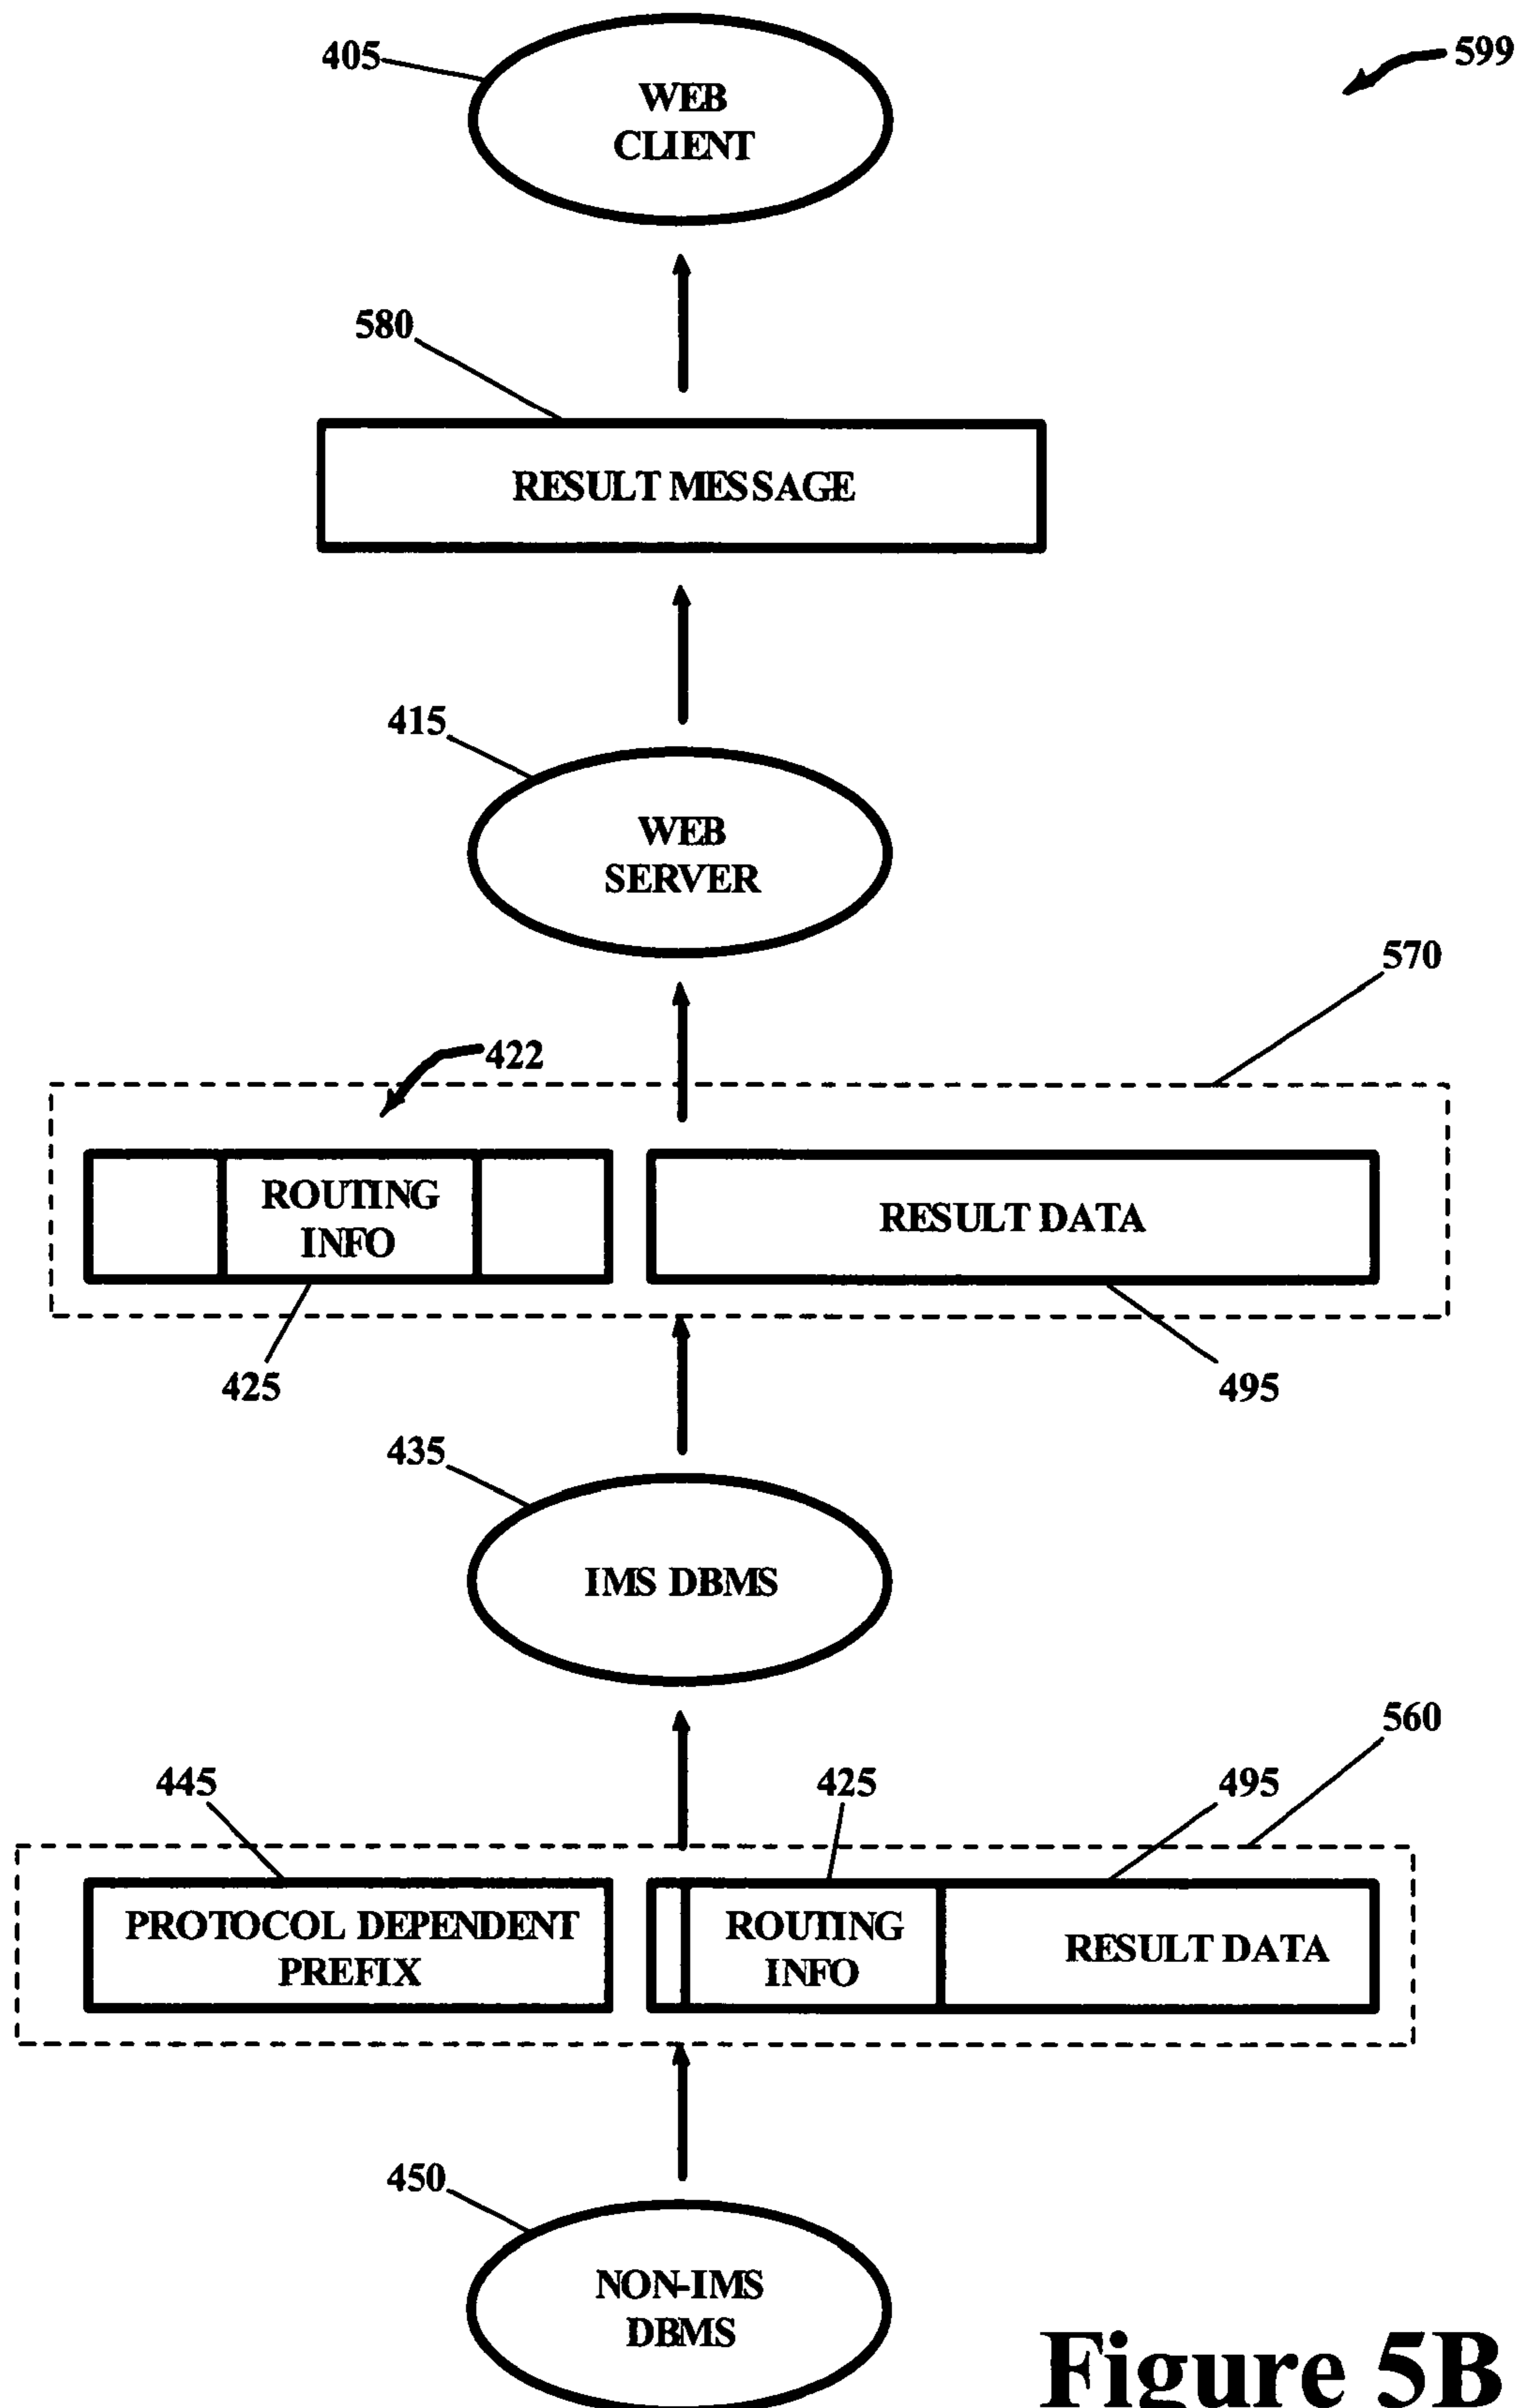 405
WEB
CLIENT
599
580
RESULT MESSAGE
415
WEB
SERVER
570
422
ROUTING
INFO
RESULT DATA
425
495
435
IMS DBMS
560
445
425
495
PROTOCOL DEPENDENT
PREFIX
ROUTING
INFO
RESULT DATA
450
NON-IMS
DBMS
Figure 5B